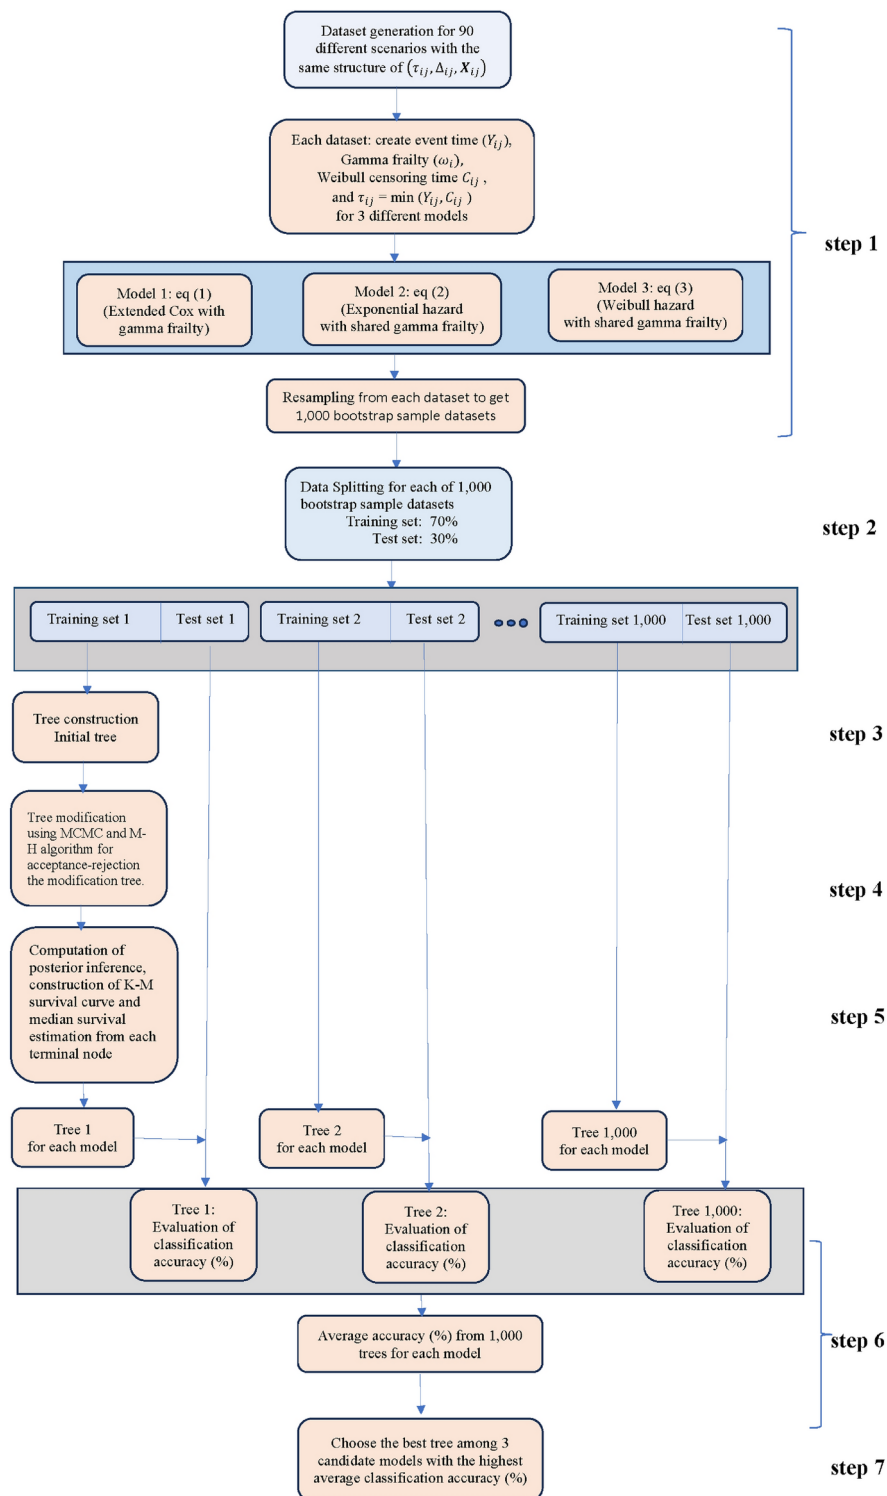 Dataset generation for 90
different scenarios with the
same structure of (τij, Δij, Xij)
Each dataset: create event time (Yij),
Gamma frailty (ωi),
Weibull censoring time Cij ,
and τij = min (Yij, Cij )
for 3 different models
step 1
Model 1: eq (1)
(Extended Cox with
gamma frailty)
Model 2: eq (2)
(Exponential hazard
with shared gamma frailty)
Model 3: eq (3)
(Weibull hazard
with shared gamma frailty)
Resampling from each dataset to get
1,000 bootstrap sample datasets
Data Splitting for each of 1,000
bootstrap sample datasets
Training set: 70%
Test set: 30%
step 2
Training set 1
Test set 1
Training set 2
Test set 2
Training set 1,000
Test set 1,000
Tree construction
Initial tree
step 3
Tree modification
using MCMC and M-
H algorithm for
acceptance-rejection
the modification tree.
step 4
Computation of
posterior inference,
construction of K-M
survival curve and
median survival
estimation from each
terminal node
step 5
Tree 1
for each model
Tree 2
for each model
Tree 1,000
for each model
Tree 1:
Evaluation of
classification
accuracy (%)
Tree 2:
Evaluation of
classification
accuracy (%)
Tree 1,000:
Evaluation of
classification
accuracy (%)
Average accuracy (%) from 1,000
trees for each model
step 6
Choose the best tree among 3
candidate models with the highest
average classification accuracy (%)
step 7